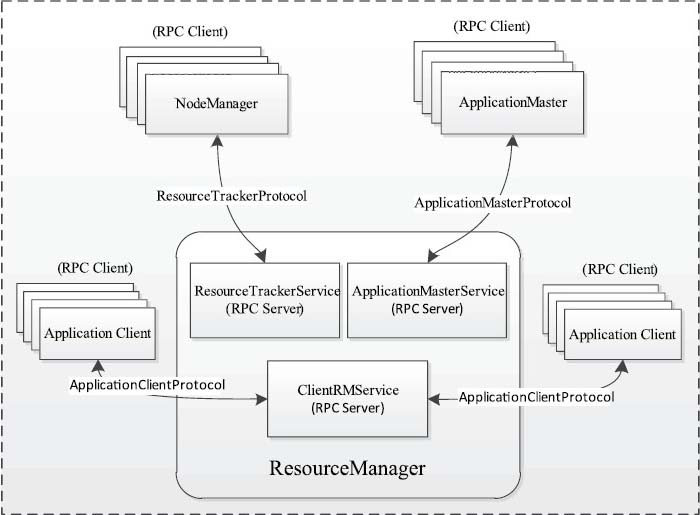 (RPC Client)
(RPC Client)
NodeManager
ApplicationMaster
ResourceTrackerProtocol
ApplicationMasterProtocol
(RPC Client)
(RPC Client)
ResourceTrackerService
(RPC Server)
ApplicationMasterService
(RPC Server)
Application Client
Application Client
ApplicationClientProtocol
ClientRMService
(RPC Server)
ApplicationClientProtocol
ResourceManager